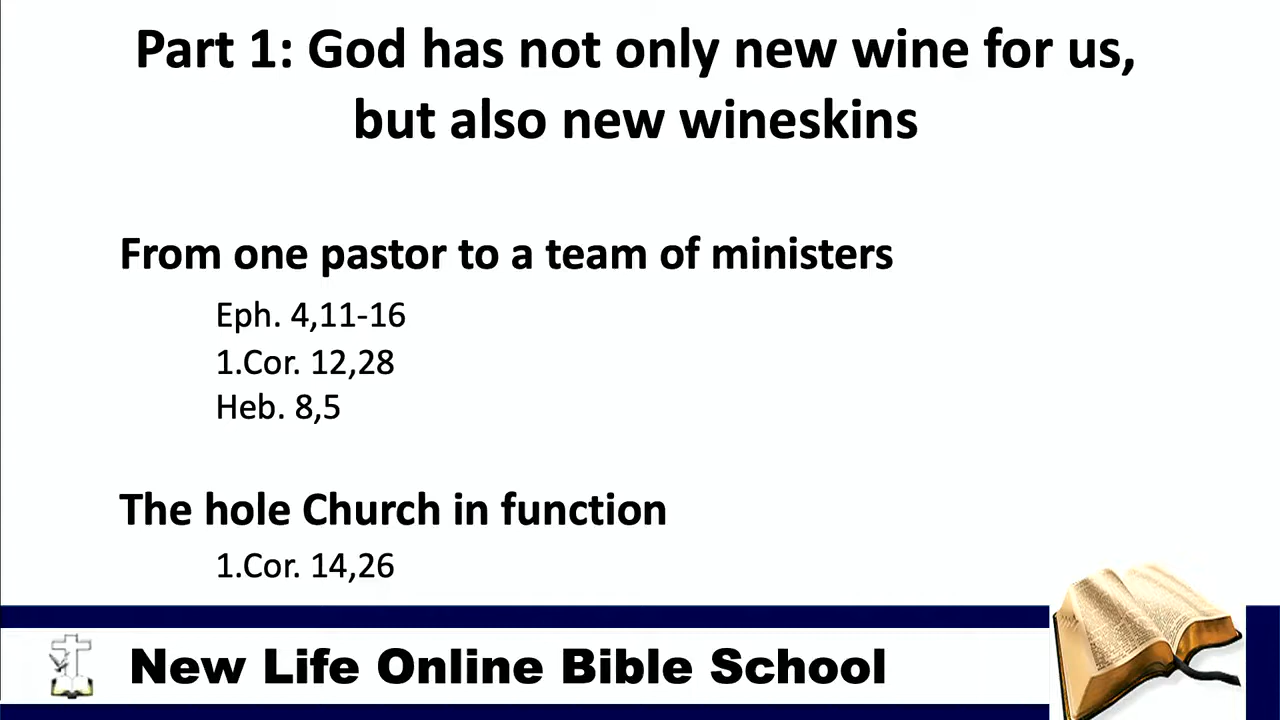 Part 1: God has not only new wine for us,
but also new wineskins
From one pastor to a team of ministers
Eph. 4,11-16
1.Cor. 12,28
Heb. 8,5
The hole Church in function
1.Cor. 14,26
New Life Online Bible School